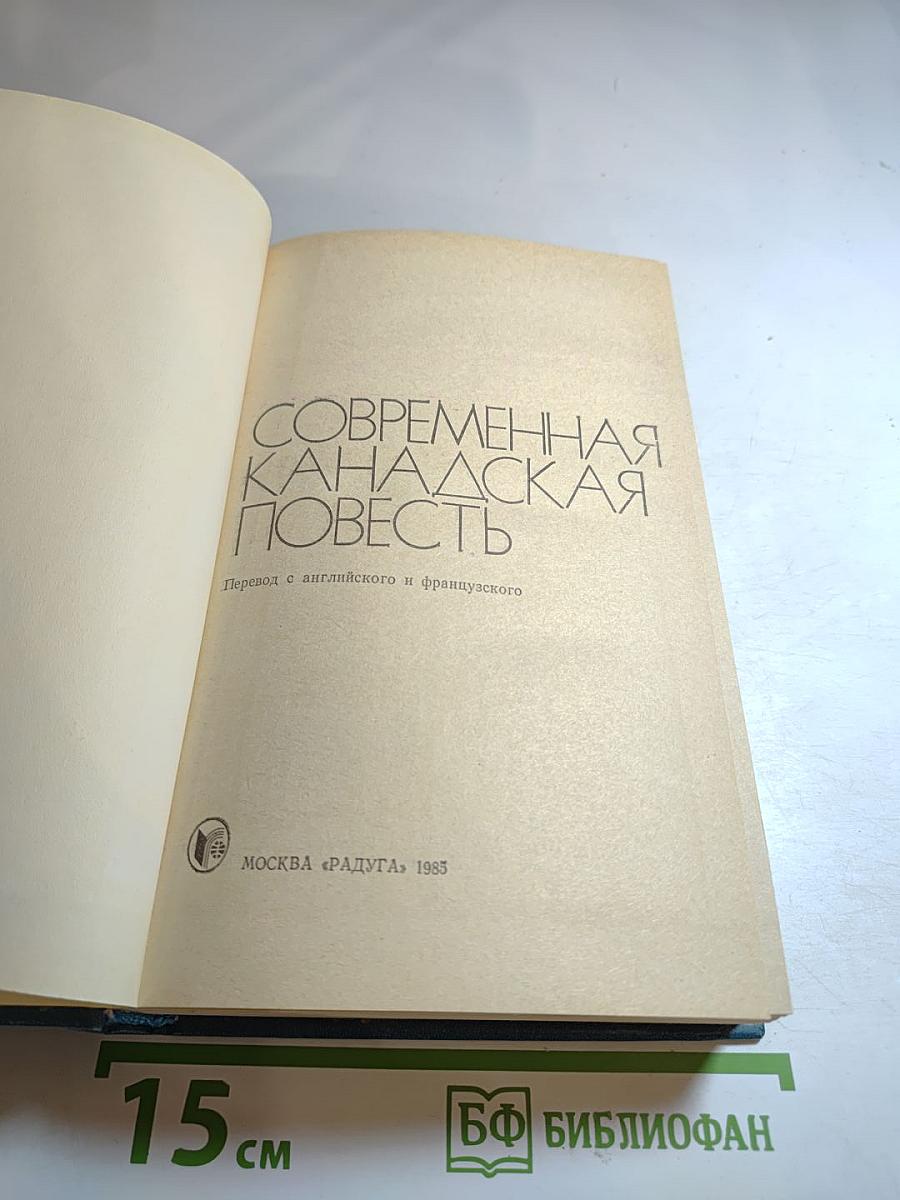 СОВРЕМЕННАЯ
КАНАДСКАЯ
ПОВЕСТЬ
Перевод с английского и французского
МОСКВА «РАДУГА» 1985
15 см
БФ БИБЛИОФАН